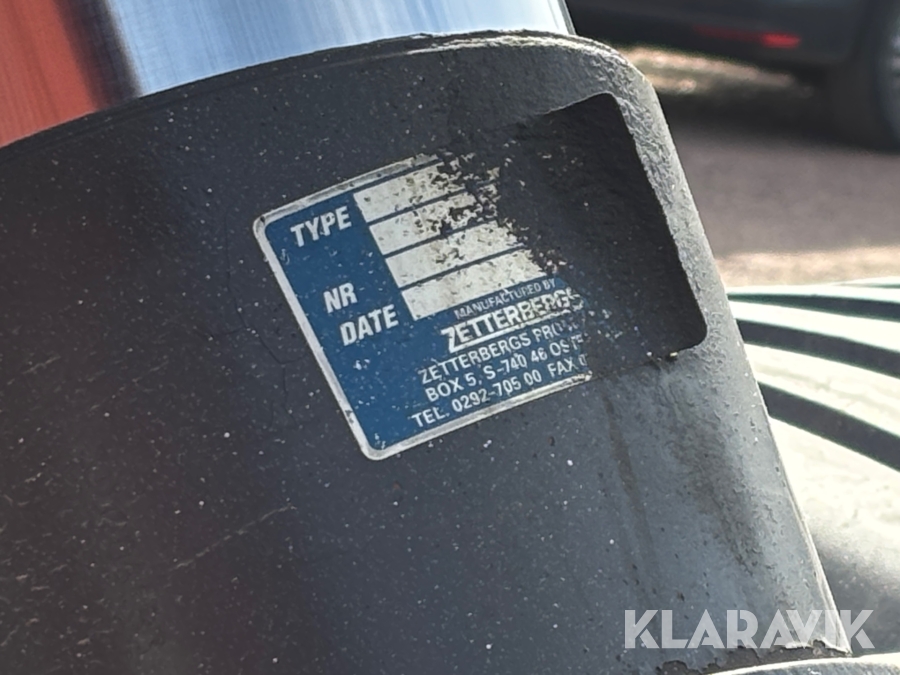 TYPE
NR
DATE
MANUFACTURED BY
ZETTERBERGS
ZETTERBERGS
BOX 5, S-740 46
TEL. 0292-705 00 FAX
KLARAVIK